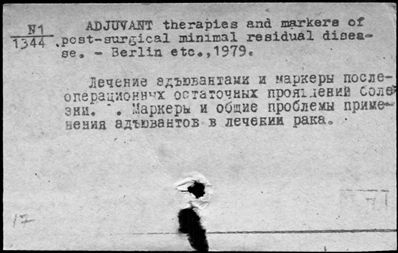 N1
1344
ADJUVANT therapies and markers of
post-surgical minimal residual disea-
se. - Berlin etc.,1979.
Лечение адъювантами и маркеры после-
операционных остаточных проявлений боле
зни. . Маркеры и общие проблемы приме-
нения адъювантов в лечении рака.
17